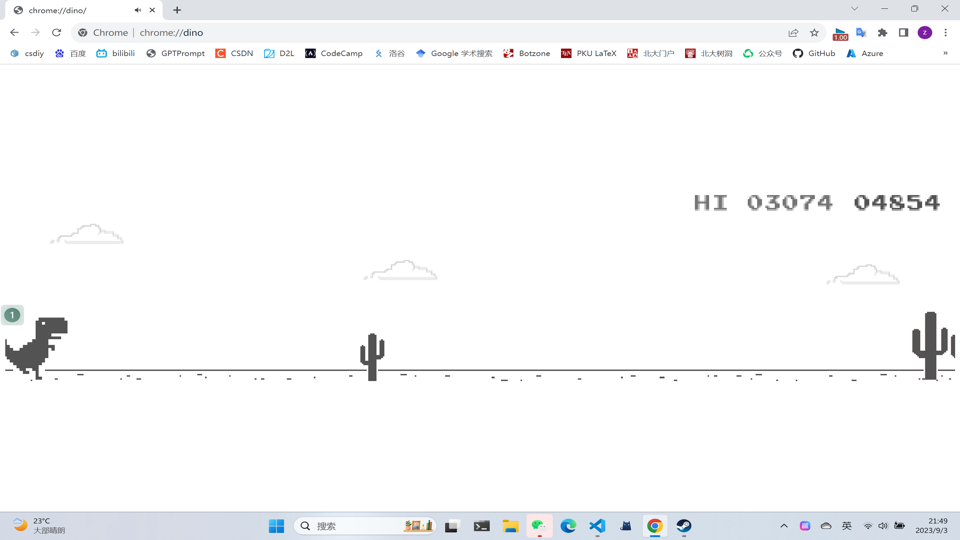 chrome://dino/
Chrome | chrome://dino
1.00
z
csdiy 百度 bilibili GPTPrompt CSDN D2L CodeCamp 洛谷 Google 学术搜索 Botzone PKU LaTeX 北大门户 北大树洞 公众号 GitHub Azure »
HI 03074 04854
1
23°C
大部晴朗
搜索
英
21:49
2023/9/3